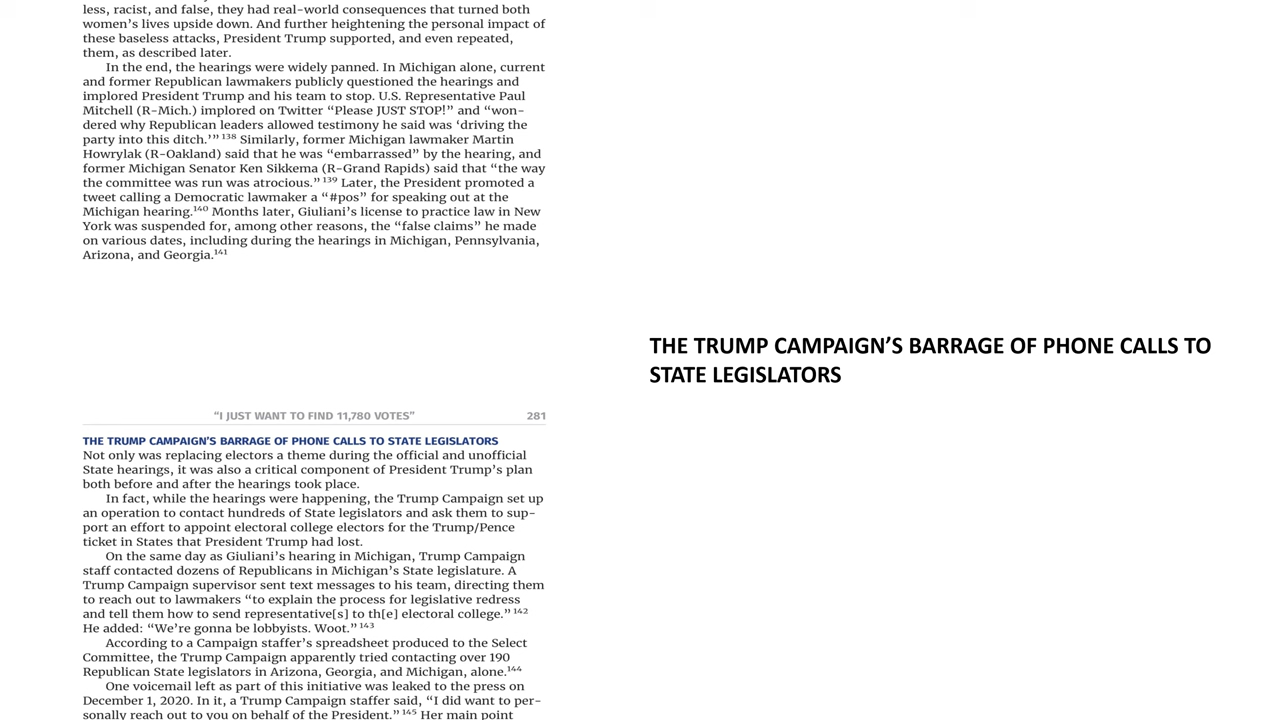 less, racist, and false, they had real-world consequences that turned both
women's lives upside down. And further heightening the personal impact of
these baseless attacks, President Trump supported, and even repeated,
them, as described later.
In the end, the hearings were widely panned. In Michigan alone, current
and former Republican lawmakers publicly questioned the hearings and
implored President Trump and his team to stop. U.S. Representative Paul
Mitchell (R-Mich.) implored on Twitter “Please JUST STOP!” and “won-
dered why Republican leaders allowed testimony he said was ‘driving the
party into this ditch.’” 138 Similarly, former Michigan lawmaker Martin
Howrylak (R-Oakland) said that he was “embarrassed” by the hearing, and
former Michigan Senator Ken Sikkema (R-Grand Rapids) said that “the way
the committee was run was atrocious.” 139 Later, the President promoted a
tweet calling a Democratic lawmaker a “#pos” for speaking out at the
Michigan hearing.140 Months later, Giuliani’s license to practice law in New
York was suspended for, among other reasons, the “false claims” he made
on various dates, including during the hearings in Michigan, Pennsylvania,
Arizona, and Georgia.141
“I JUST WANT TO FIND 11,780 VOTES” 281
THE TRUMP CAMPAIGN’S BARRAGE OF PHONE CALLS TO STATE LEGISLATORS
Not only was replacing electors a theme during the official and unofficial
State hearings, it was also a critical component of President Trump’s plan
both before and after the hearings took place.
In fact, while the hearings were happening, the Trump Campaign set up
an operation to contact hundreds of State legislators and ask them to sup-
port an effort to appoint electoral college electors for the Trump/Pence
ticket in States that President Trump had lost.
On the same day as Giuliani’s hearing in Michigan, Trump Campaign
staff contacted dozens of Republicans in Michigan’s State legislature. A
Trump Campaign supervisor sent text messages to his team, directing them
to reach out to lawmakers “to explain the process for legislative redress
and tell them how to send representative[s] to th[e] electoral college.” 142
He added: “We’re gonna be lobbyists. Woot.” 143
According to a Campaign staffer’s spreadsheet produced to the Select
Committee, the Trump Campaign apparently tried contacting over 190
Republican State legislators in Arizona, Georgia, and Michigan, alone.144
One voicemail left as part of this initiative was leaked to the press on
December 1, 2020. In it, a Trump Campaign staffer said, “I did want to per-
sonally reach out to you on behalf of the President.” 145 Her main point
THE TRUMP CAMPAIGN’S BARRAGE OF PHONE CALLS TO
STATE LEGISLATORS